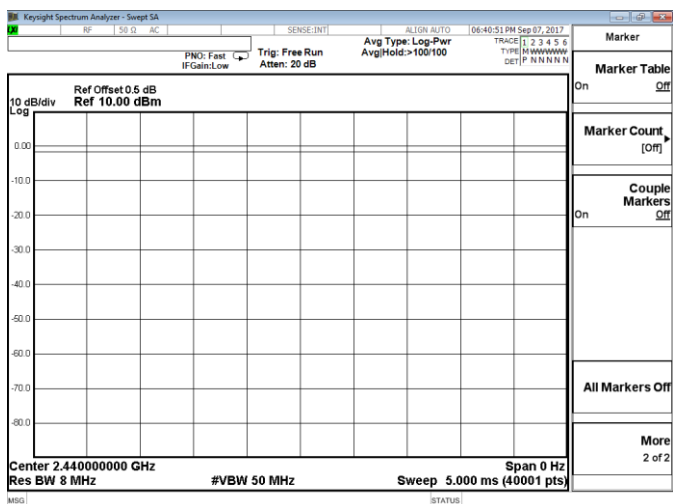 Keysight Spectrum Analyzer - Swept SA
RF 50 Ω AC SENSE:INT ALIGN AUTO 06:40:51 PM Sep 07, 2017
Marker
PNO: Fast
IFGain:Low
Trig: Free Run
Atten: 20 dB
Avg Type: Log-Pwr
Avg|Hold:>100/100
TRACE 1 2 3 4 5 6
TYPE M WWWWW
DET P N N N N N
Marker Table
On Off
Ref Offset 0.5 dB
10 dB/div Ref 10.00 dBm
Log
Marker Count
[Off]
Couple
Markers
On Off
0.00
-10.0
-20.0
-30.0
-40.0
-50.0
-60.0
-70.0
-80.0
All Markers Off
More
2 of 2
Center 2.440000000 GHz Span 0 Hz
Res BW 8 MHz #VBW 50 MHz Sweep 5.000 ms (40001 pts)
MSG STATUS